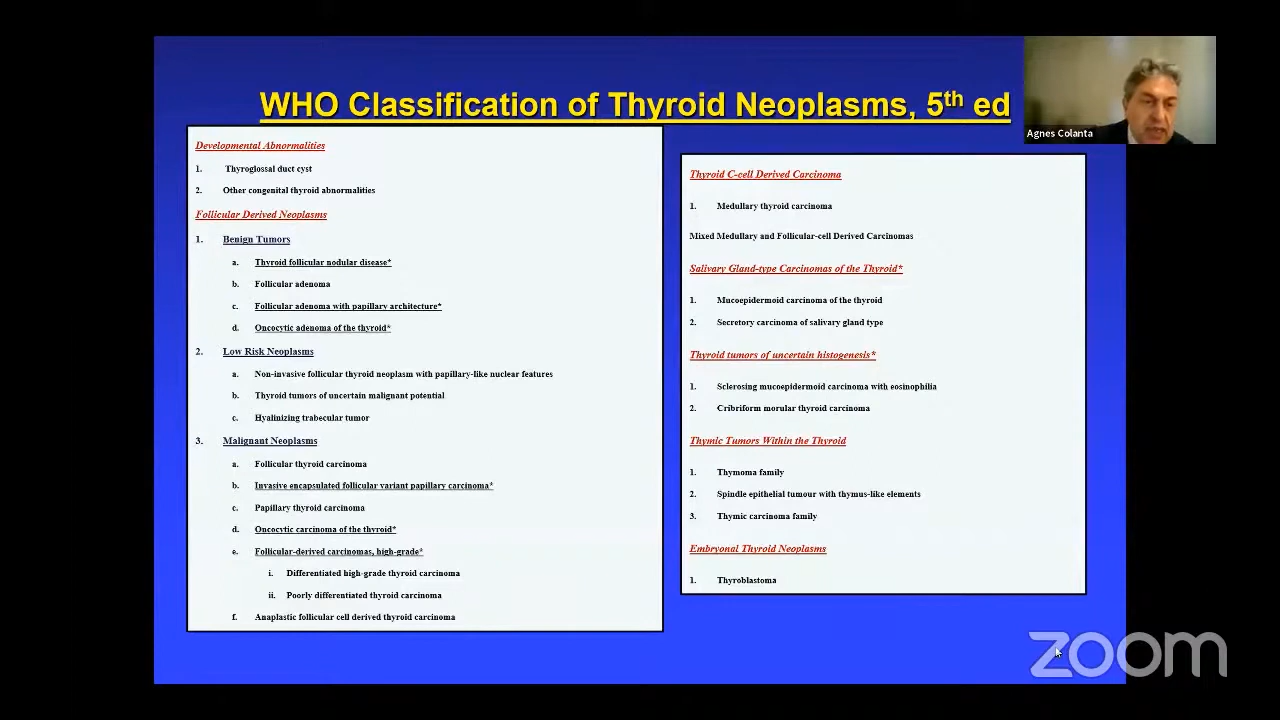 WHO Classification of Thyroid Neoplasms, 5th ed
Agnes Colanta
Developmental Abnormalities
1. Thyroglossal duct cyst
2. Other congenital thyroid abnormalities
Follicular Derived Neoplasms
1. Benign Tumors
a. Thyroid follicular nodular disease*
b. Follicular adenoma
c. Follicular adenoma with papillary architecture*
d. Oncocytic adenoma of the thyroid*
2. Low Risk Neoplasms
a. Non-invasive follicular thyroid neoplasm with papillary-like nuclear features
b. Thyroid tumors of uncertain malignant potential
c. Hyalinizing trabecular tumor
3. Malignant Neoplasms
a. Follicular thyroid carcinoma
b. Invasive encapsulated follicular variant papillary carcinoma*
c. Papillary thyroid carcinoma
d. Oncocytic carcinoma of the thyroid*
e. Follicular-derived carcinomas, high-grade*
i. Differentiated high-grade thyroid carcinoma
ii. Poorly differentiated thyroid carcinoma
f. Anaplastic follicular cell derived thyroid carcinoma
Thyroid C-cell Derived Carcinoma
1. Medullary thyroid carcinoma
Mixed Medullary and Follicular-cell Derived Carcinomas
Salivary Gland-type Carcinomas of the Thyroid*
1. Mucoepidermoid carcinoma of the thyroid
2. Secretory carcinoma of salivary gland type
Thyroid tumors of uncertain histogenesis*
1. Sclerosing mucoepidermoid carcinoma with eosinophilia
2. Cribriform morular thyroid carcinoma
Thymic Tumors Within the Thyroid
1. Thymoma family
2. Spindle epithelial tumour with thymus-like elements
3. Thymic carcinoma family
Embryonal Thyroid Neoplasms
1. Thyroblastoma
zoom